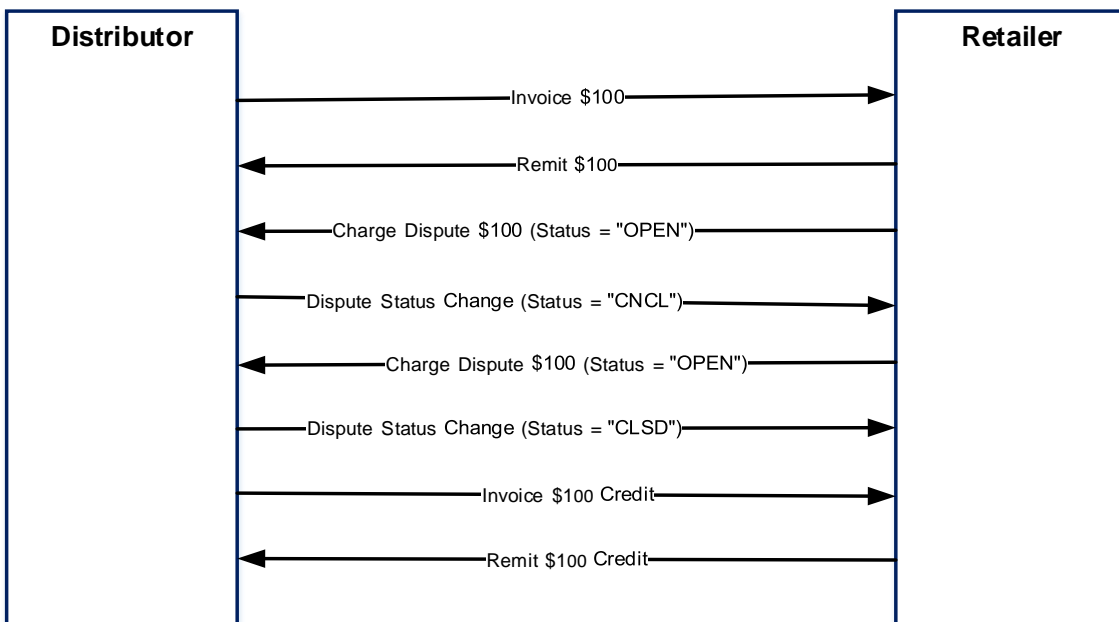 Distributor
Retailer
Invoice $100
Remit $100
Charge Dispute $100 (Status = "OPEN")
Dispute Status Change (Status = "CNCL")
Charge Dispute $100 (Status = "OPEN")
Dispute Status Change (Status = "CLSD")
Invoice $100 Credit
Remit $100 Credit